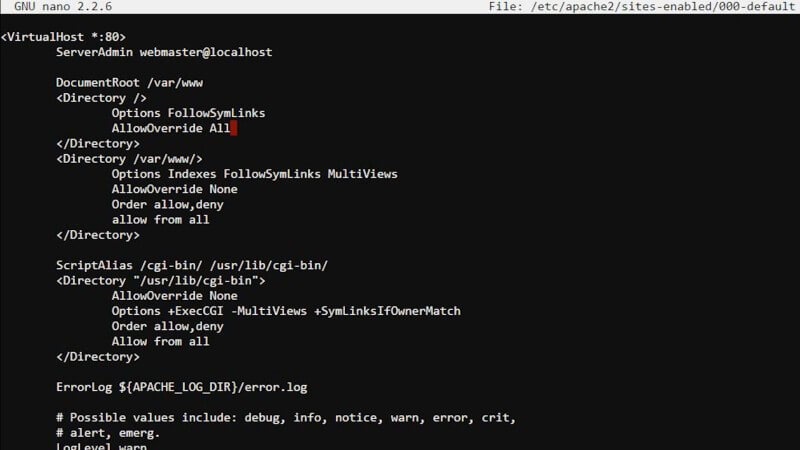 GNU nano 2.2.6 File: /etc/apache2/sites-enabled/000-default
<VirtualHost *:80>
ServerAdmin webmaster@localhost
DocumentRoot /var/www
<Directory />
Options FollowSymLinks
AllowOverride All
</Directory>
<Directory /var/www/>
Options Indexes FollowSymLinks MultiViews
AllowOverride None
Order allow,deny
allow from all
</Directory>
ScriptAlias /cgi-bin/ /usr/lib/cgi-bin/
<Directory "/usr/lib/cgi-bin">
AllowOverride None
Options +ExecCGI -MultiViews +SymLinksIfOwnerMatch
Order allow,deny
Allow from all
</Directory>
ErrorLog ${APACHE_LOG_DIR}/error.log
# Possible values include: debug, info, notice, warn, error, crit,
# alert, emerg.
LogLevel warn